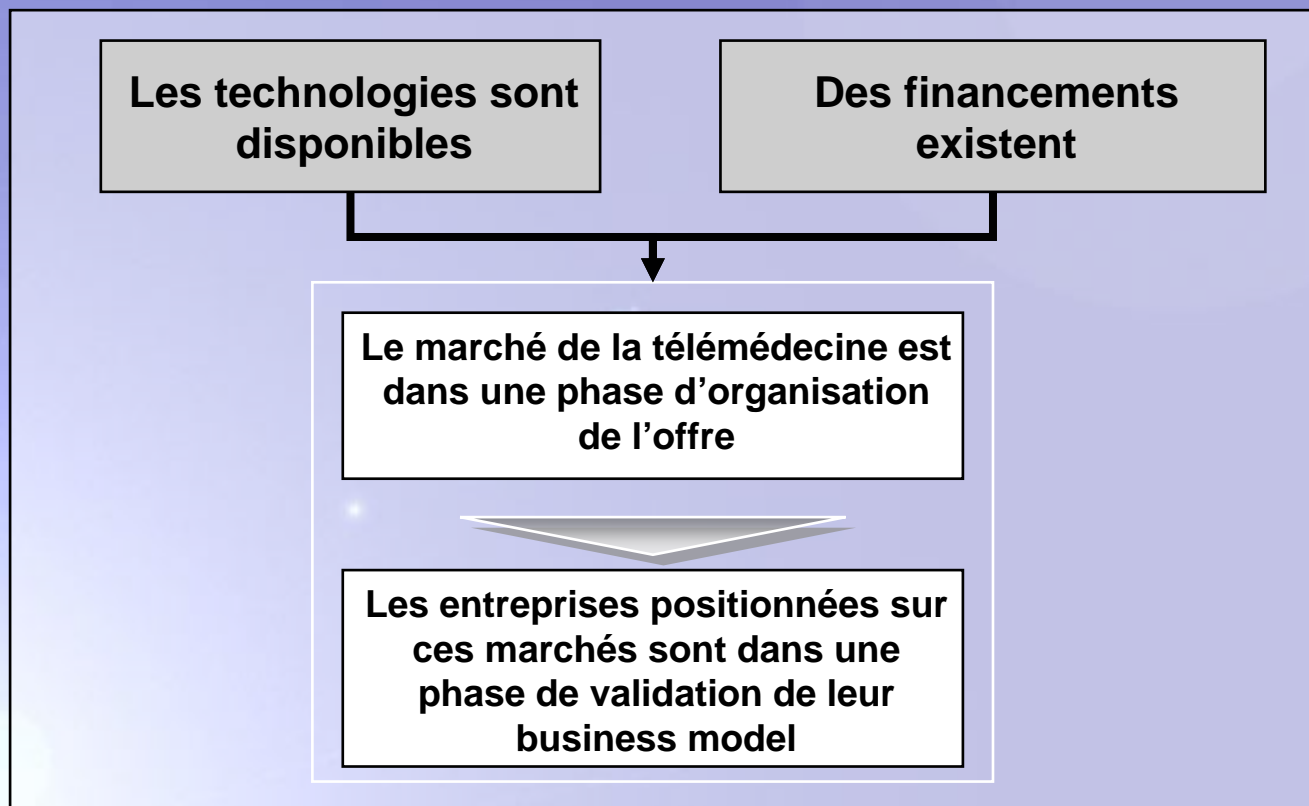 Les technologies sont
disponibles
Des financements
existent
Le marché de la télémédecine est
dans une phase d’organisation
de l’offre
Les entreprises positionnées sur
ces marchés sont dans une
phase de validation de leur
business model